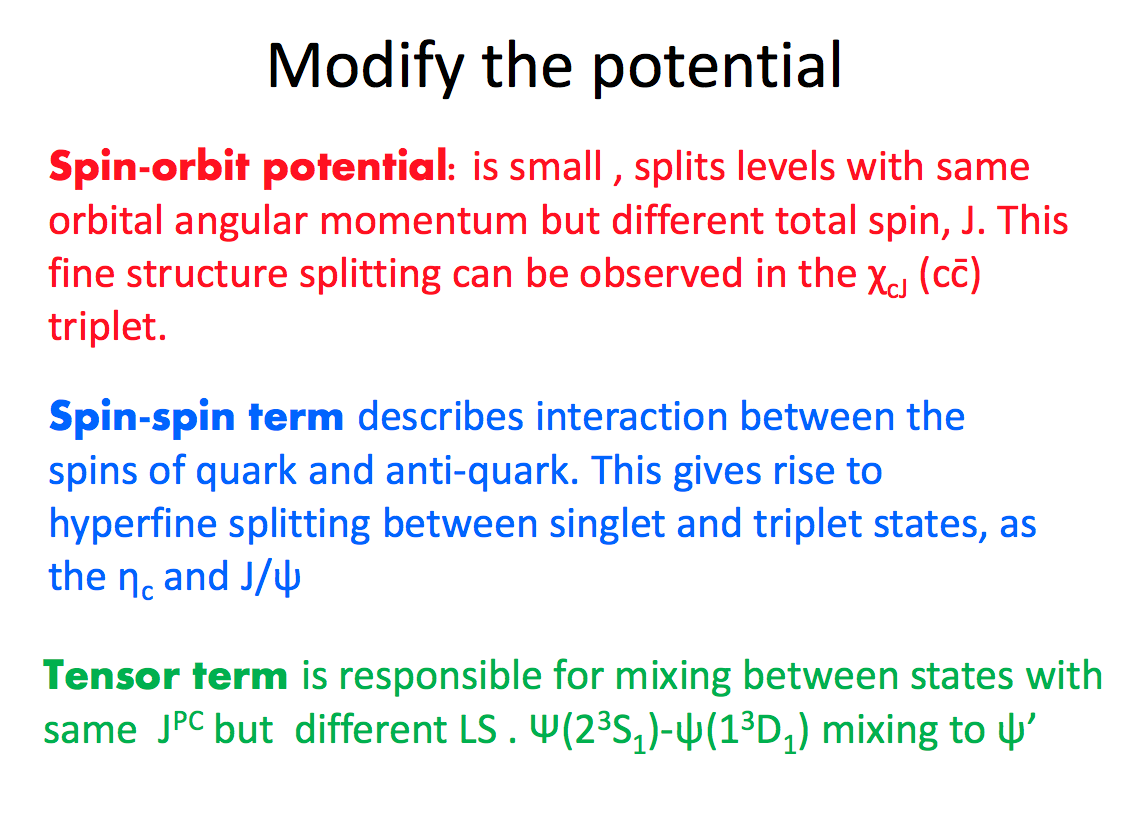 Modify the potential
Spin-orbit potential: is small , splits levels with same
orbital angular momentum but different total spin, J. This
fine structure splitting can be observed in the χcJ (cc̄)
triplet.
Spin-spin term describes interaction between the
spins of quark and anti-quark. This gives rise to
hyperfine splitting between singlet and triplet states, as
the ηc and J/ψ
Tensor term is responsible for mixing between states with
same J^PC but different LS . Ψ(2³S₁)-ψ(1³D₁) mixing to ψ’